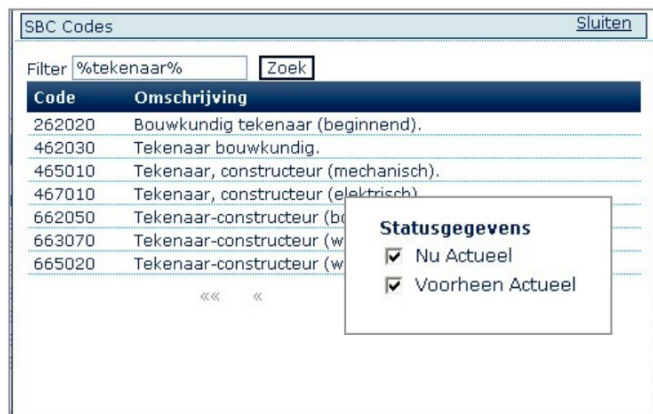 SBC Codes Sluiten
Filter %tekenaar% Zoek
Code Omschrijving
262020 Bouwkundig tekenaar (beginnend).
462030 Tekenaar bouwkundig.
465010 Tekenaar, constructeur (mechanisch).
467010 Tekenaar, constructeur (elektrisch)
662050 Tekenaar-constructeur
663070 Tekenaar-constructeur (w
665020 Tekenaar-constructeur (w
«« «
Statusgegevens
Nu Actueel
Voorheen Actueel